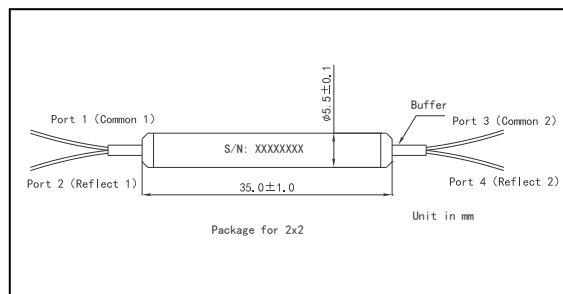 Port 1 (Common 1)
Port 2 (Reflect 1)
S/N: XXXXXXXX
ø5.5±0.1
Buffer
Port 3 (Common 2)
Port 4 (Reflect 2)
35.0±1.0
Unit in mm
Package for 2x2